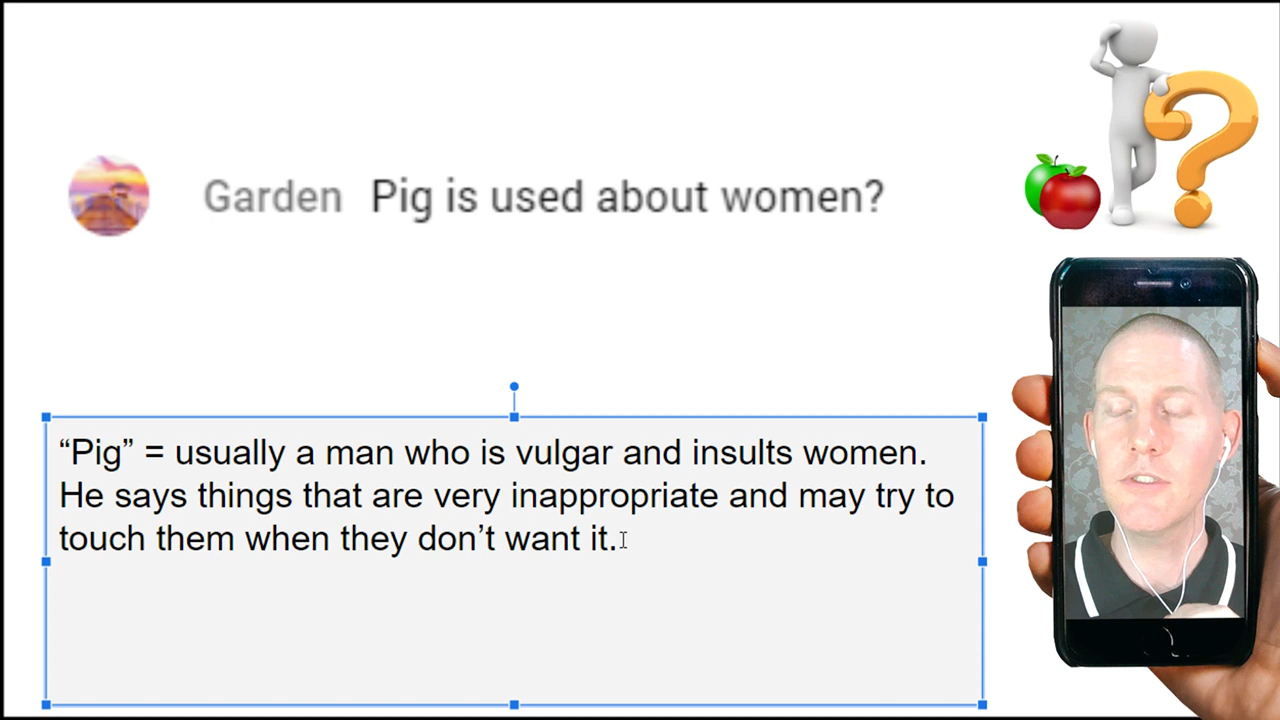 Garden Pig is used about women?
“Pig” = usually a man who is vulgar and insults women.
He says things that are very inappropriate and may try to
touch them when they don’t want it.